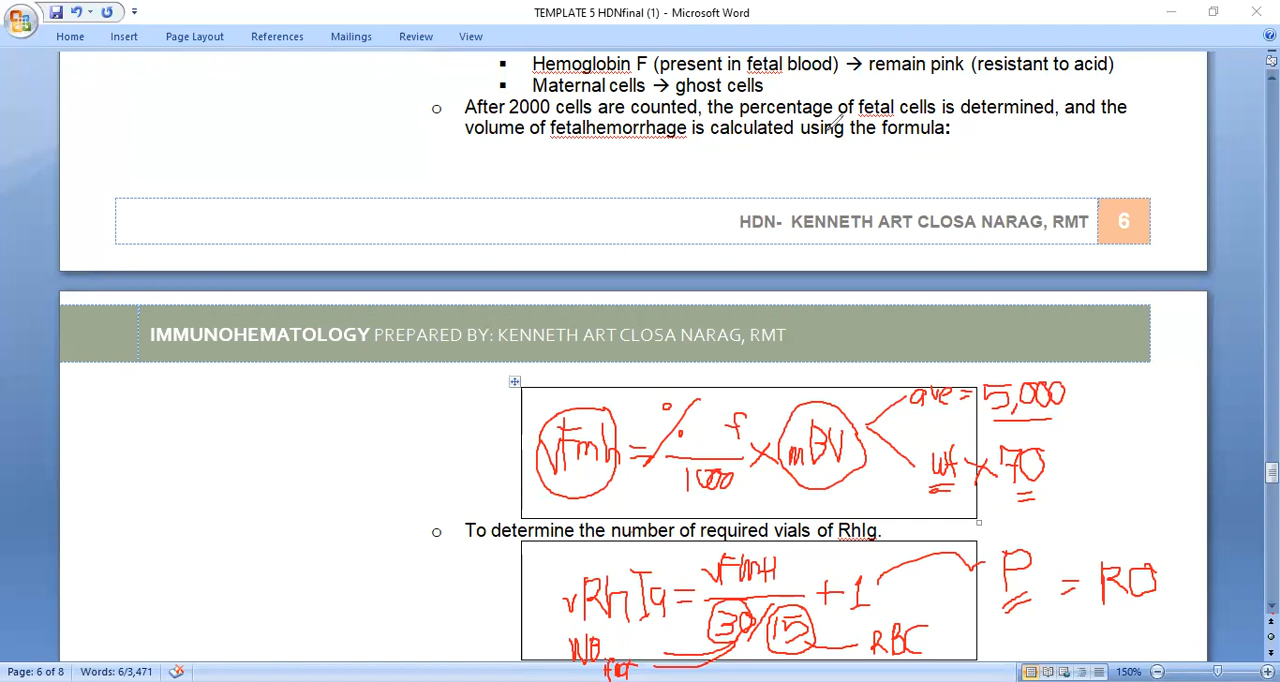 TEMPLATE 5 HDNfinal (1) - Microsoft Word
Home Insert Page Layout References Mailings Review View
▪ Hemoglobin F (present in fetal blood) → remain pink (resistant to acid)
▪ Maternal cells → ghost cells
o After 2000 cells are counted, the percentage of fetal cells is determined, and the
volume of fetalhemorrhage is calculated using the formula:
HDN- KENNETH ART CLOSA NARAG, RMT 6
IMMUNOHEMATOLOGY PREPARED BY: KENNETH ART CLOSA NARAG, RMT
ave = 5,000
vFmh = % f / 1000 × mBV
wt × 70
o To determine the number of required vials of RhIg.
vRhIg = vFMH / 30/15 + 1 P = RO
WB RBC
Page: 6 of 8 Words: 6/3,471 150%